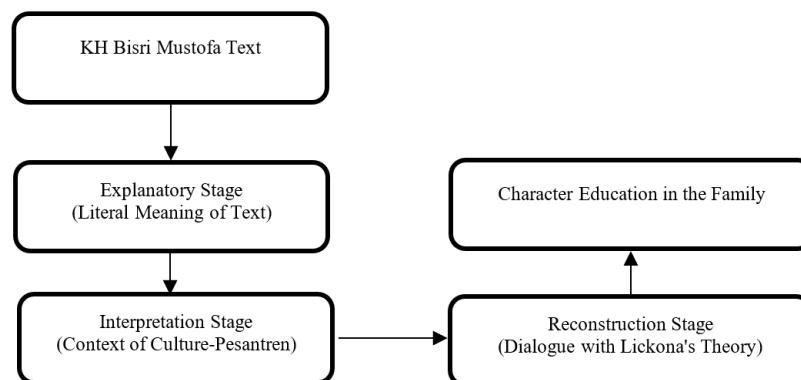 KH Bisri Mustofa Text
Explanatory Stage
(Literal Meaning of Text)
Interpretation Stage
(Context of Culture-Pesantren)
Reconstruction Stage
(Dialogue with Lickona's Theory)
Character Education in the Family